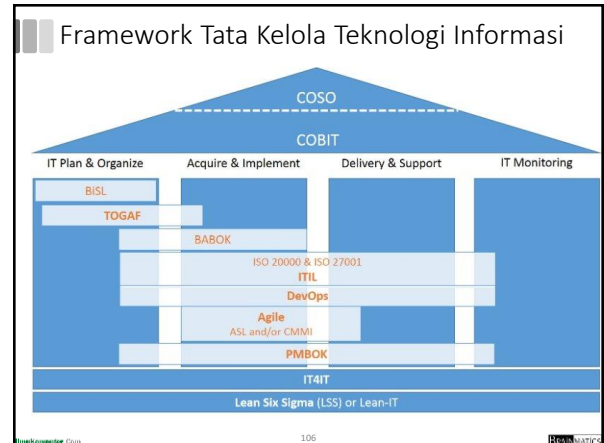 Framework Tata Kelola Teknologi Informasi
COSO
COBIT
IT Plan & Organize
Acquire & Implement
Delivery & Support
IT Monitoring
BiSL
TOGAF
BABOK
ISO 20000 & ISO 27001
ITIL
DevOps
Agile
ASL and/or CMMI
PMBOK
IT4IT
Lean Six Sigma (LSS) or Lean-IT
106
BRAINMATICS